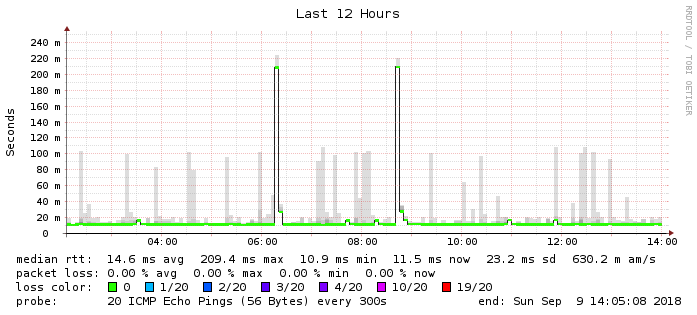 Last 12 Hours
RRDTOOL / TOBI OETIKER
Seconds
240 m
220 m
200 m
180 m
160 m
140 m
120 m
100 m
80 m
60 m
40 m
20 m
0
04:00 06:00 08:00 10:00 12:00 14:00
median rtt: 14.6 ms avg 209.4 ms max 10.9 ms min 11.5 ms now 23.2 ms sd 630.2 m am/s
packet loss: 0.00 % avg 0.00 % max 0.00 % min 0.00 % now
loss color: 0 1/20 2/20 3/20 4/20 10/20 19/20
probe: 20 ICMP Echo Pings (56 Bytes) every 300s end: Sun Sep 9 14:05:08 2018